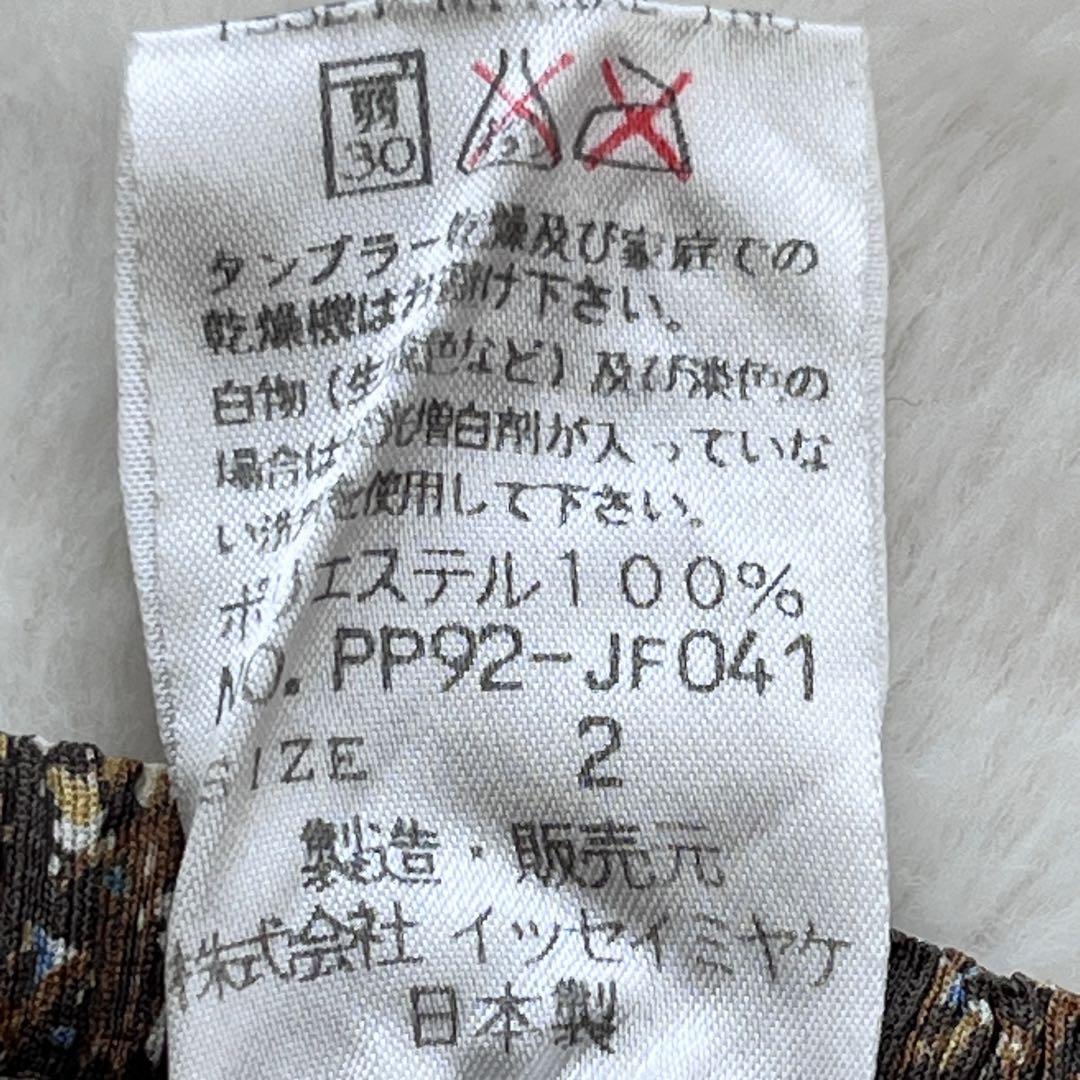 弱
30
タンブラー乾燥及び家庭での
乾燥機はお避け下さい。
白物(生成色など)及び淡色の
場合は蛍光増白剤が入っていな
い洗剤を使用して下さい。
ポリエステル100%
NO. PP92-JF041
SIZE 2
製造・販売元
株式会社 イッセイミヤケ
日本製